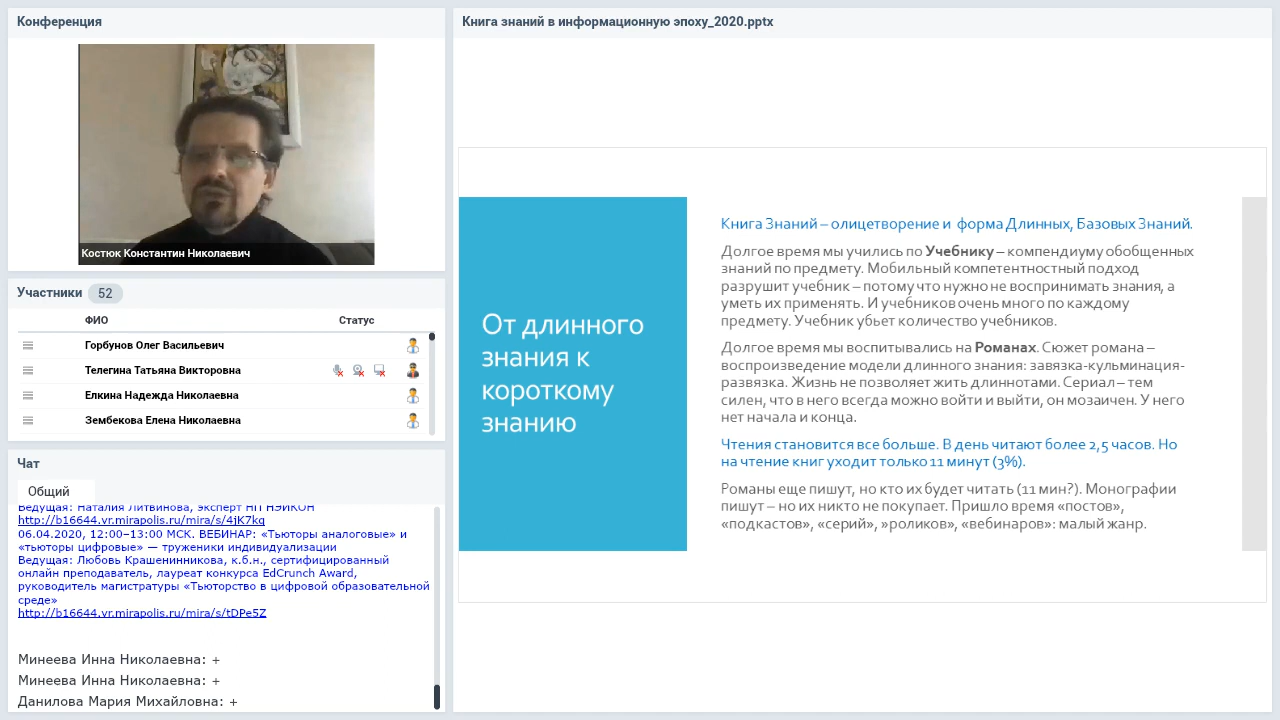 Конференция
Костюк Константин Николаевич
Участники 52
ФИО Статус
Горбунов Олег Васильевич
Телегина Татьяна Викторовна
Елкина Надежда Николаевна
Зембекова Елена Николаевна
Чат
Общий
Ведущая: Наталия Литвинова, эксперт НП НЭИКОН
http://b16644.vr.mirapolis.ru/mira/s/4jK7kq
06.04.2020, 12:00–13:00 МСК. ВЕБИНАР: «Тьюторы аналоговые» и
«тьюторы цифровые» — труженики индивидуализации
Ведущая: Любовь Крашенинникова, к.б.н., сертифицированный
онлайн преподаватель, лауреат конкурса EdCrunch Award,
руководитель магистратуры «Тьюторство в цифровой образовательной
среде»
http://b16644.vr.mirapolis.ru/mira/s/tDPe5Z
Минеева Инна Николаевна: +
Минеева Инна Николаевна: +
Данилова Мария Михайловна: +
Книга знаний в информационную эпоху_2020.pptx
От длинного
знания к
короткому
знанию
Книга Знаний – олицетворение и форма Длинных, Базовых Знаний.
Долгое время мы учились по Учебнику – компендиуму обобщенных
знаний по предмету. Мобильный компетентностный подход
разрушит учебник – потому что нужно не воспринимать знания, а
уметь их применять. И учебников очень много по каждому
предмету. Учебник убьет количество учебников.
Долгое время мы воспитывались на Романах. Сюжет романа –
воспроизведение модели длинного знания: завязка-кульминация-
развязка. Жизнь не позволяет жить длиннотами. Сериал – тем
силен, что в него всегда можно войти и выйти, он мозаичен. У него
нет начала и конца.
Чтения становится все больше. В день читают более 2,5 часов. Но
на чтение книг уходит только 11 минут (3%).
Романы еще пишут, но кто их будет читать (11 мин?). Монографии
пишут – но их никто не покупает. Пришло время «постов»,
«подкастов», «серий», »роликов», «вебинаров»: малый жанр.